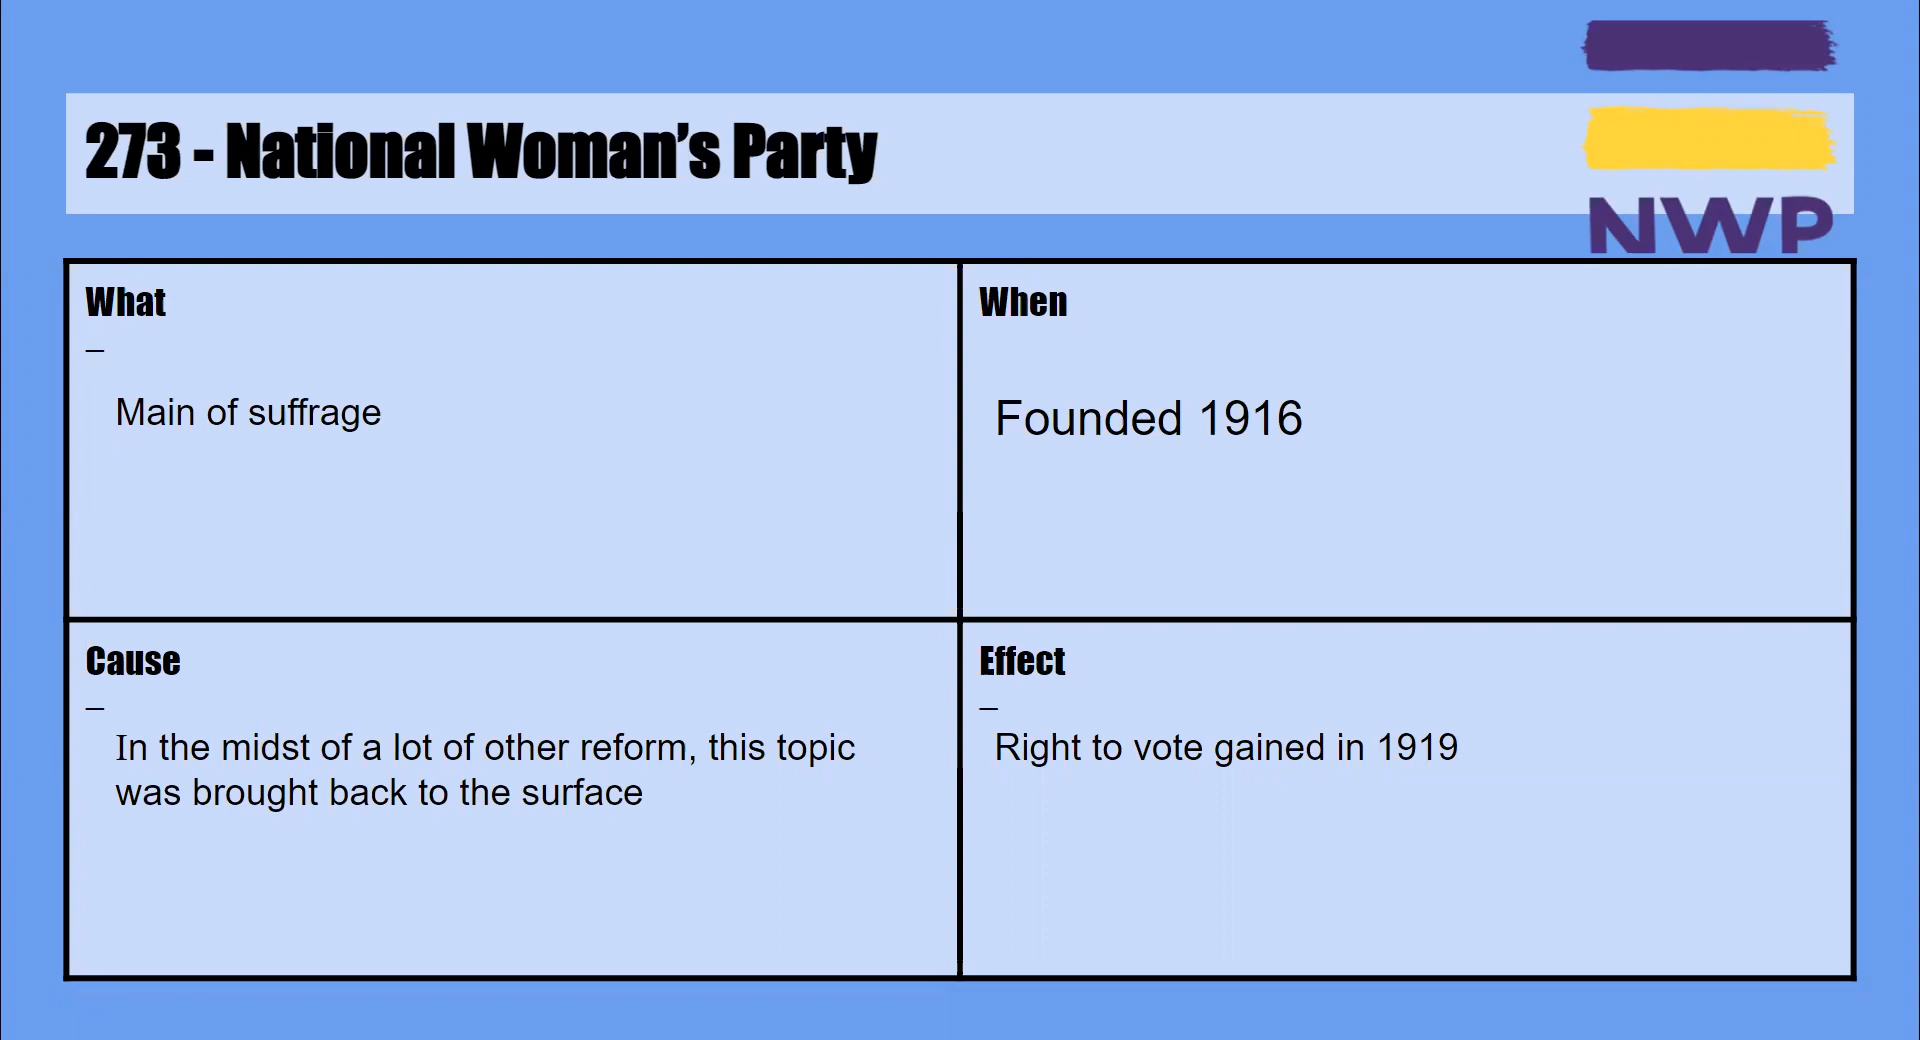 273 - National Woman’s Party
NWP
What
–
Main of suffrage
When
Founded 1916
Cause
–
In the midst of a lot of other reform, this topic
was brought back to the surface
Effect
–
Right to vote gained in 1919